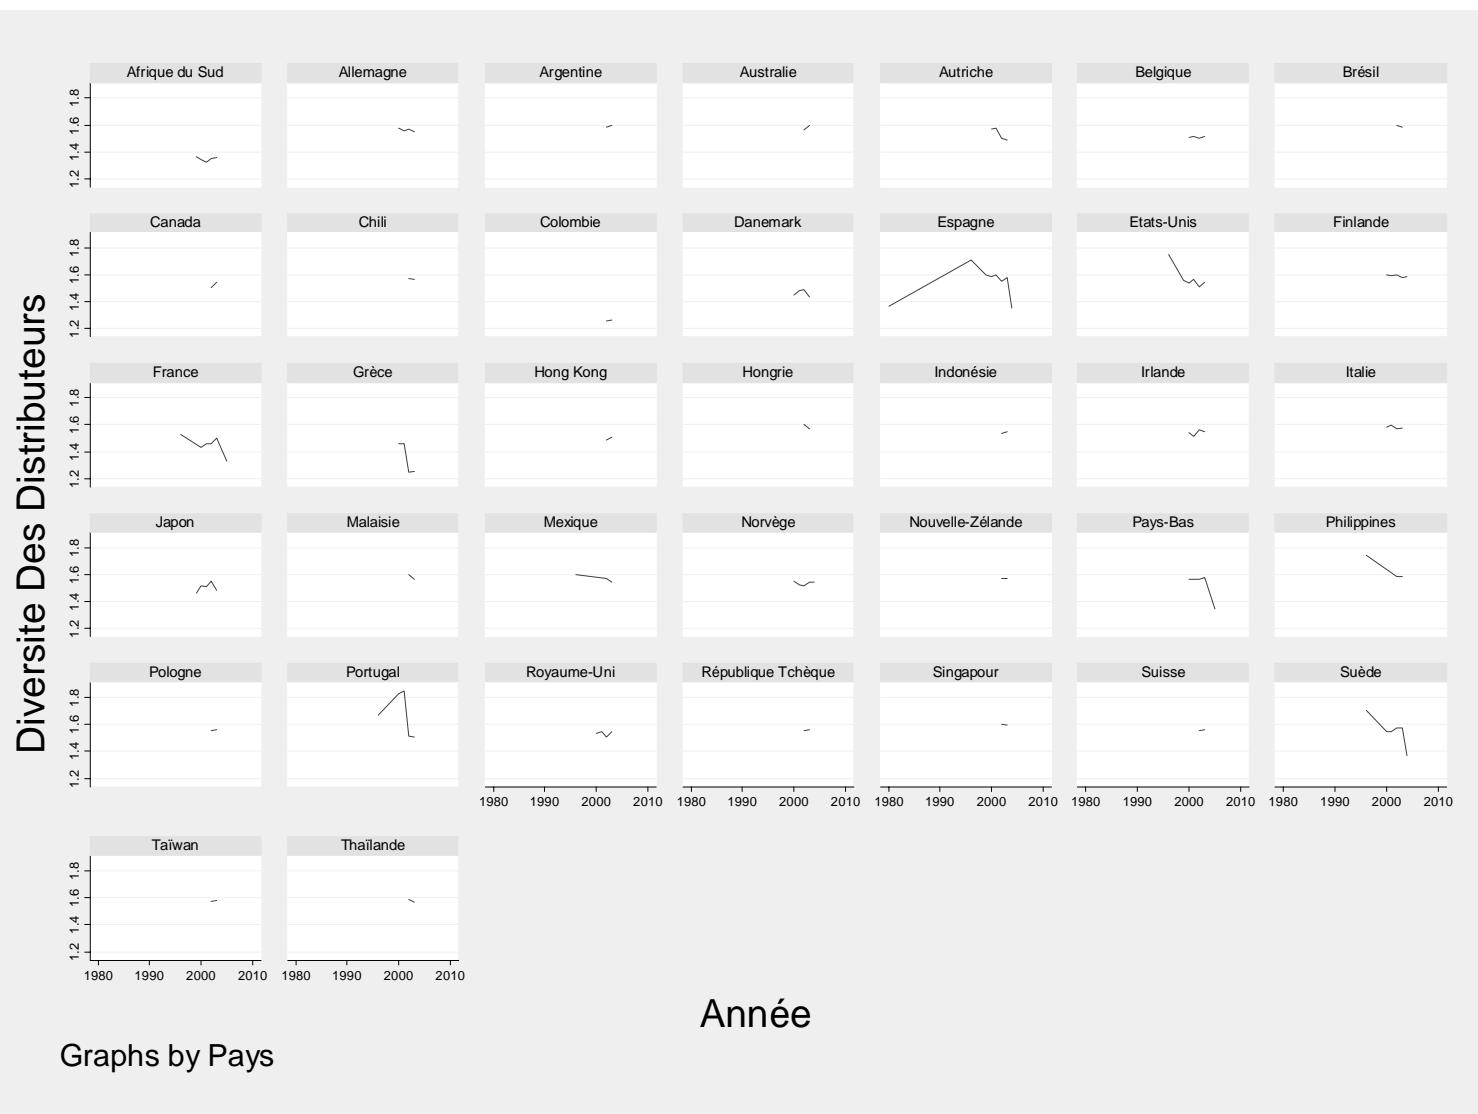 Diversite Des Distributeurs
Afrique du Sud Allemagne Argentine Australie Autriche Belgique Brésil
1.2 1.4 1.6 1.8
Canada Chili Colombie Danemark Espagne Etats-Unis Finlande
1.2 1.4 1.6 1.8
France Grèce Hong Kong Hongrie Indonésie Irlande Italie
1.2 1.4 1.6 1.8
Japon Malaisie Mexique Norvège Nouvelle-Zélande Pays-Bas Philippines
1.2 1.4 1.6 1.8
Pologne Portugal Royaume-Uni République Tchèque Singapour Suisse Suède
1.2 1.4 1.6 1.8
1980 1990 2000 2010 1980 1990 2000 2010 1980 1990 2000 2010 1980 1990 2000 2010 1980 1990 2000 2010
Taïwan Thaïlande
1.2 1.4 1.6 1.8
1980 1990 2000 2010 1980 1990 2000 2010
Année
Graphs by Pays